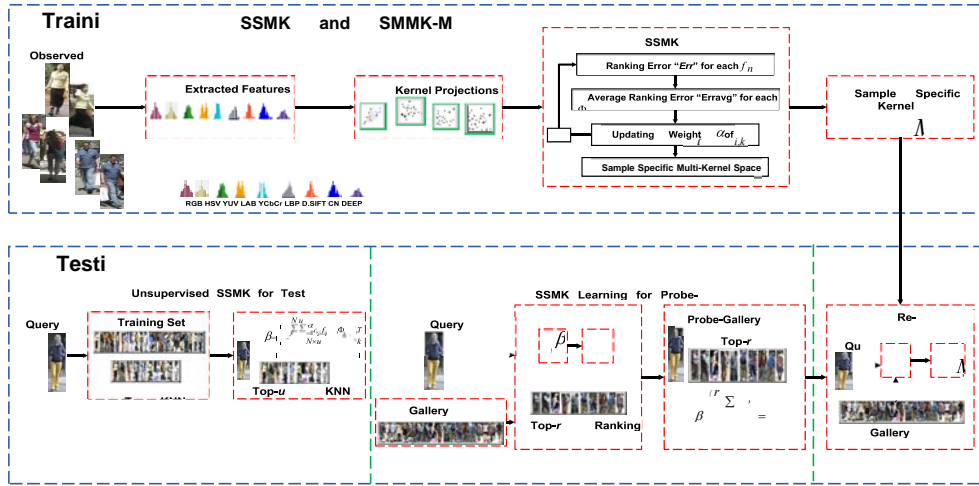 Traini
SSMK and SMMK-M
Observed
Extracted Features
RGB HSV YUV LAB YCbCr LBP D.SIFT CN DEEP
Kernel Projections
SSMK
Ranking Error “Err” for each f n
Average Ranking Error “Erravg” for each
Updating Weight α of i,k
Sample Specific Multi-Kernel Space
Sample Specific
Kernel
Testi
Unsupervised SSMK for Test
Query
Training Set
β=
N×u
Top-u KNN
Query
Gallery
SSMK Learning for Probe-
β
Top-r Ranking
Probe-Gallery
Top-r
β ∑ =
Re-
Qu
Gallery